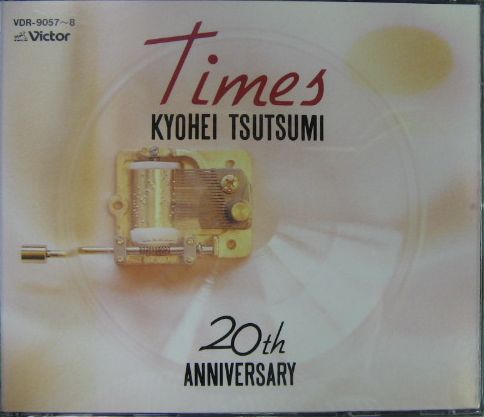 VDR-9057~8
Victor
Times
KYOHEI TSUTSUMI
20th
ANNIVERSARY